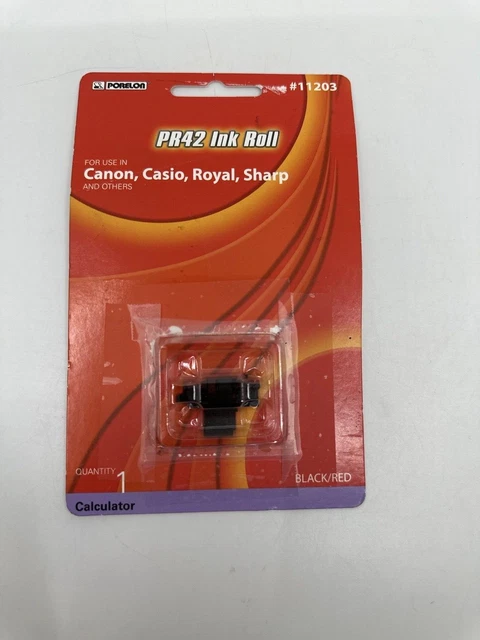 PORELON
#11203
PR42 Ink Roll
FOR USE IN
Canon, Casio, Royal, Sharp
AND OTHERS
QUANTITY 1
BLACK/RED
Calculator